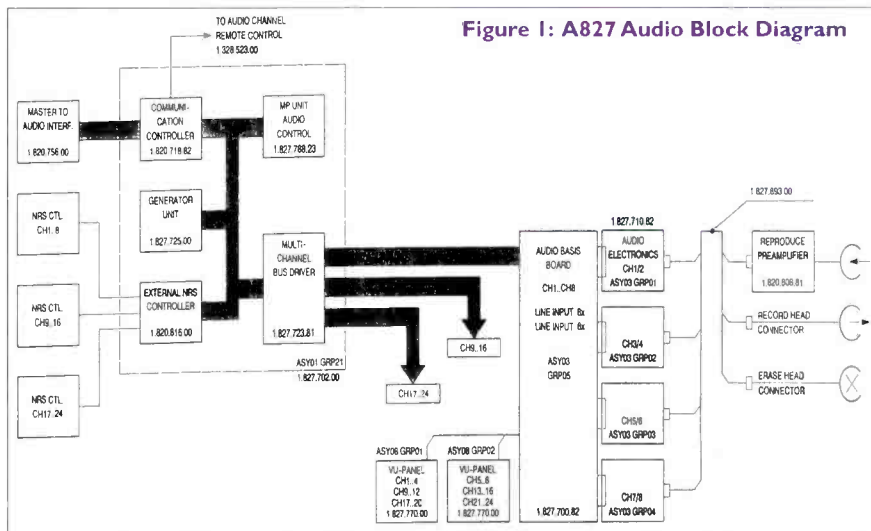 Figure 1: A827 Audio Block Diagram
TO AUDIO CHANNEL
REMOTE CONTROL
1.328.523.00
MASTER TO
AUDIO INTERF.
1.820.756.00
COMMUNI-
CATION
CONTROLLER
1.820.718.82
MP UNIT
AUDIO
CONTROL
1.827.788.23
NRS CTL
CH1..8
GENERATOR
UNIT
1.827.725.00
NRS CTL
CH9..16
EXTERNAL NRS
CONTROLLER
1.820.815.00
MULTI-
CHANNEL
BUS DRIVER
1.827.723.81
NRS CTL
CH17..24
ASY01 GRP21
1.827.702.00
CH9..16
CH17..24
AUDIO BASIS
BOARD
CH1..CH8
LINE INPUT 8x
LINE INPUT 8x
ASY03
GRP05
1.827.700.82
1.827.710.82
AUDIO
ELECTRONICS
CH1/2
ASY03 GRP01
CH3/4
ASY03 GRP02
CH5/6
ASY03 GRP03
CH7/8
ASY03 GRP04
1.827.893.00
REPRODUCE
PREAMPLIFIER
1.820.808.81
RECORD HEAD
CONNECTOR
ERASE HEAD
CONNECTOR
ASY08 GRP01
VU-PANEL
CH1..4
CH9..12
CH17..20
1.827.770.00
ASY08 GRP02
VU-PANEL
CH5..8
CH13..16
CH21..24
1.827.770.00